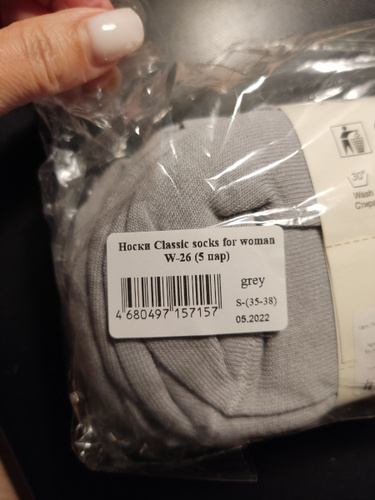 Носки Classic socks for woman
W-26 (5 пар)
grey
S-(35-38)
05.2022
4 680497 157157
30°
Wash